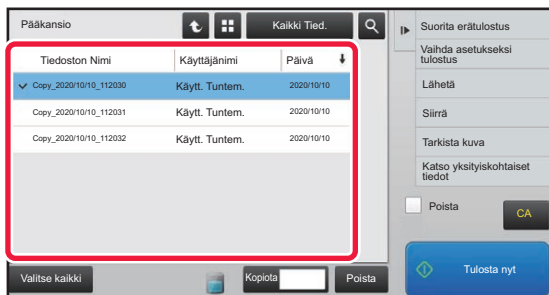 Pääkansio
Kaikki Tied.
Tiedoston Nimi Käyttäjänimi Päivä
Copy_2020/10/10_112030 Käytt. Tuntem. 2020/10/10
Copy_2020/10/10_112031 Käytt. Tuntem. 2020/10/10
Copy_2020/10/10_112032 Käytt. Tuntem. 2020/10/10
Valitse kaikki
Kopiota
Poista
Suorita erätulostus
Vaihda asetukseksi
tulostus
Lähetä
Siirrä
Tarkista kuva
Katso yksityiskohtaiset
tiedot
Poista
CA
Tulosta nyt